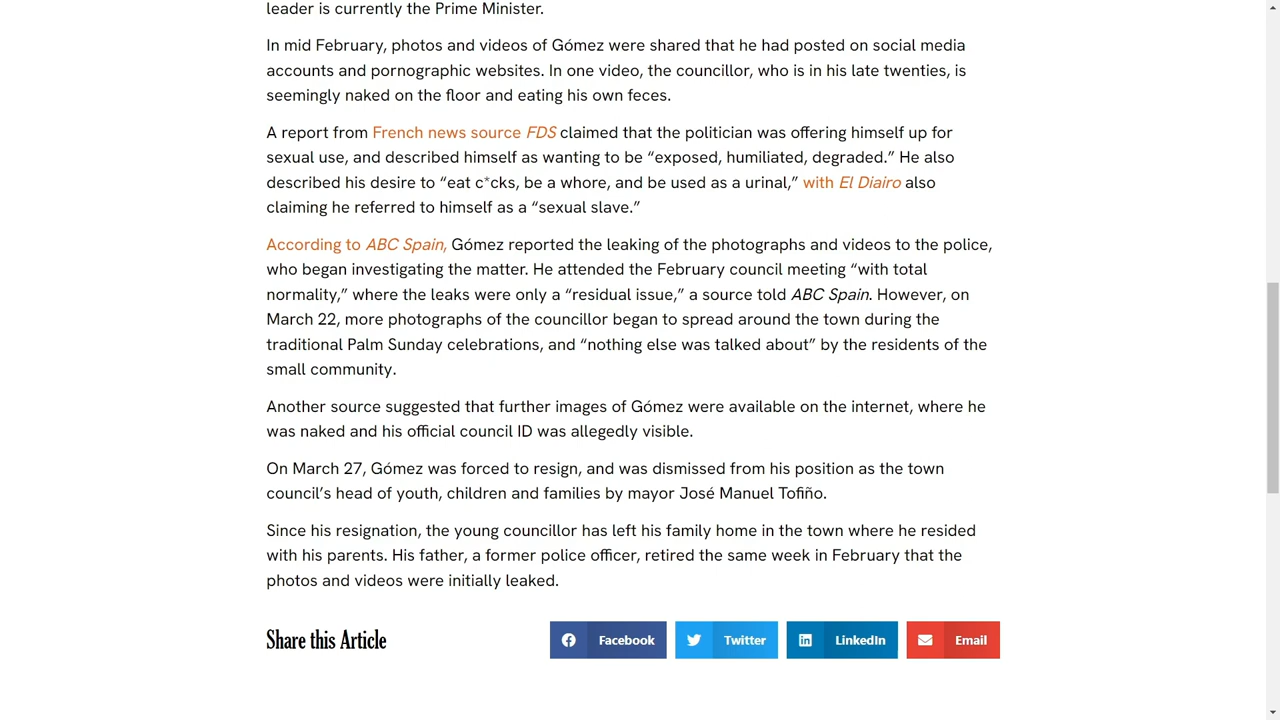 leader is currently the Prime Minister.
In mid February, photos and videos of Gómez were shared that he had posted on social media
accounts and pornographic websites. In one video, the councillor, who is in his late twenties, is
seemingly naked on the floor and eating his own feces.
A report from French news source FDS claimed that the politician was offering himself up for
sexual use, and described himself as wanting to be “exposed, humiliated, degraded.” He also
described his desire to “eat c*cks, be a whore, and be used as a urinal,” with El Diairo also
claiming he referred to himself as a “sexual slave.”
According to ABC Spain, Gómez reported the leaking of the photographs and videos to the police,
who began investigating the matter. He attended the February council meeting “with total
normality,” where the leaks were only a “residual issue,” a source told ABC Spain. However, on
March 22, more photographs of the councillor began to spread around the town during the
traditional Palm Sunday celebrations, and “nothing else was talked about” by the residents of the
small community.
Another source suggested that further images of Gómez were available on the internet, where he
was naked and his official council ID was allegedly visible.
On March 27, Gómez was forced to resign, and was dismissed from his position as the town
council’s head of youth, children and families by mayor José Manuel Tofiño.
Since his resignation, the young councillor has left his family home in the town where he resided
with his parents. His father, a former police officer, retired the same week in February that the
photos and videos were initially leaked.
Share this Article Facebook Twitter LinkedIn Email